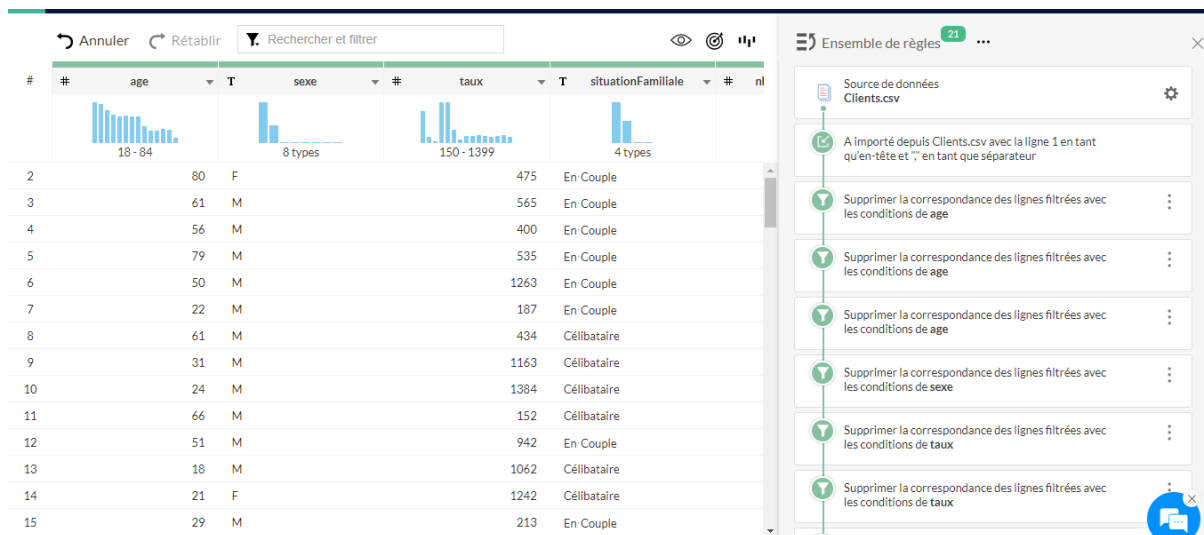 Annuler Rétablir Rechercher et filtrer
# # age T sexe # taux T situationFamiliale #
18 - 84 8 types 150 - 1399 4 types
2 80 F 475 En·Couple
3 61 M 565 En·Couple
4 56 M 400 En·Couple
5 79 M 535 En·Couple
6 50 M 1263 En·Couple
7 22 M 187 En·Couple
8 61 M 434 Célibataire
9 31 M 1163 Célibataire
10 24 M 1384 Célibataire
11 66 M 152 Célibataire
12 51 M 942 En·Couple
13 18 M 1062 Célibataire
14 21 F 1242 Célibataire
15 29 M 213 En·Couple
Ensemble de règles 21 ...
Source de données
Clients.csv
A importé depuis Clients.csv avec la ligne 1 en tant
qu'en-tête et "," en tant que séparateur
Supprimer la correspondance des lignes filtrées avec
les conditions de age
Supprimer la correspondance des lignes filtrées avec
les conditions de age
Supprimer la correspondance des lignes filtrées avec
les conditions de age
Supprimer la correspondance des lignes filtrées avec
les conditions de sexe
Supprimer la correspondance des lignes filtrées avec
les conditions de taux
Supprimer la correspondance des lignes filtrées avec
les conditions de taux